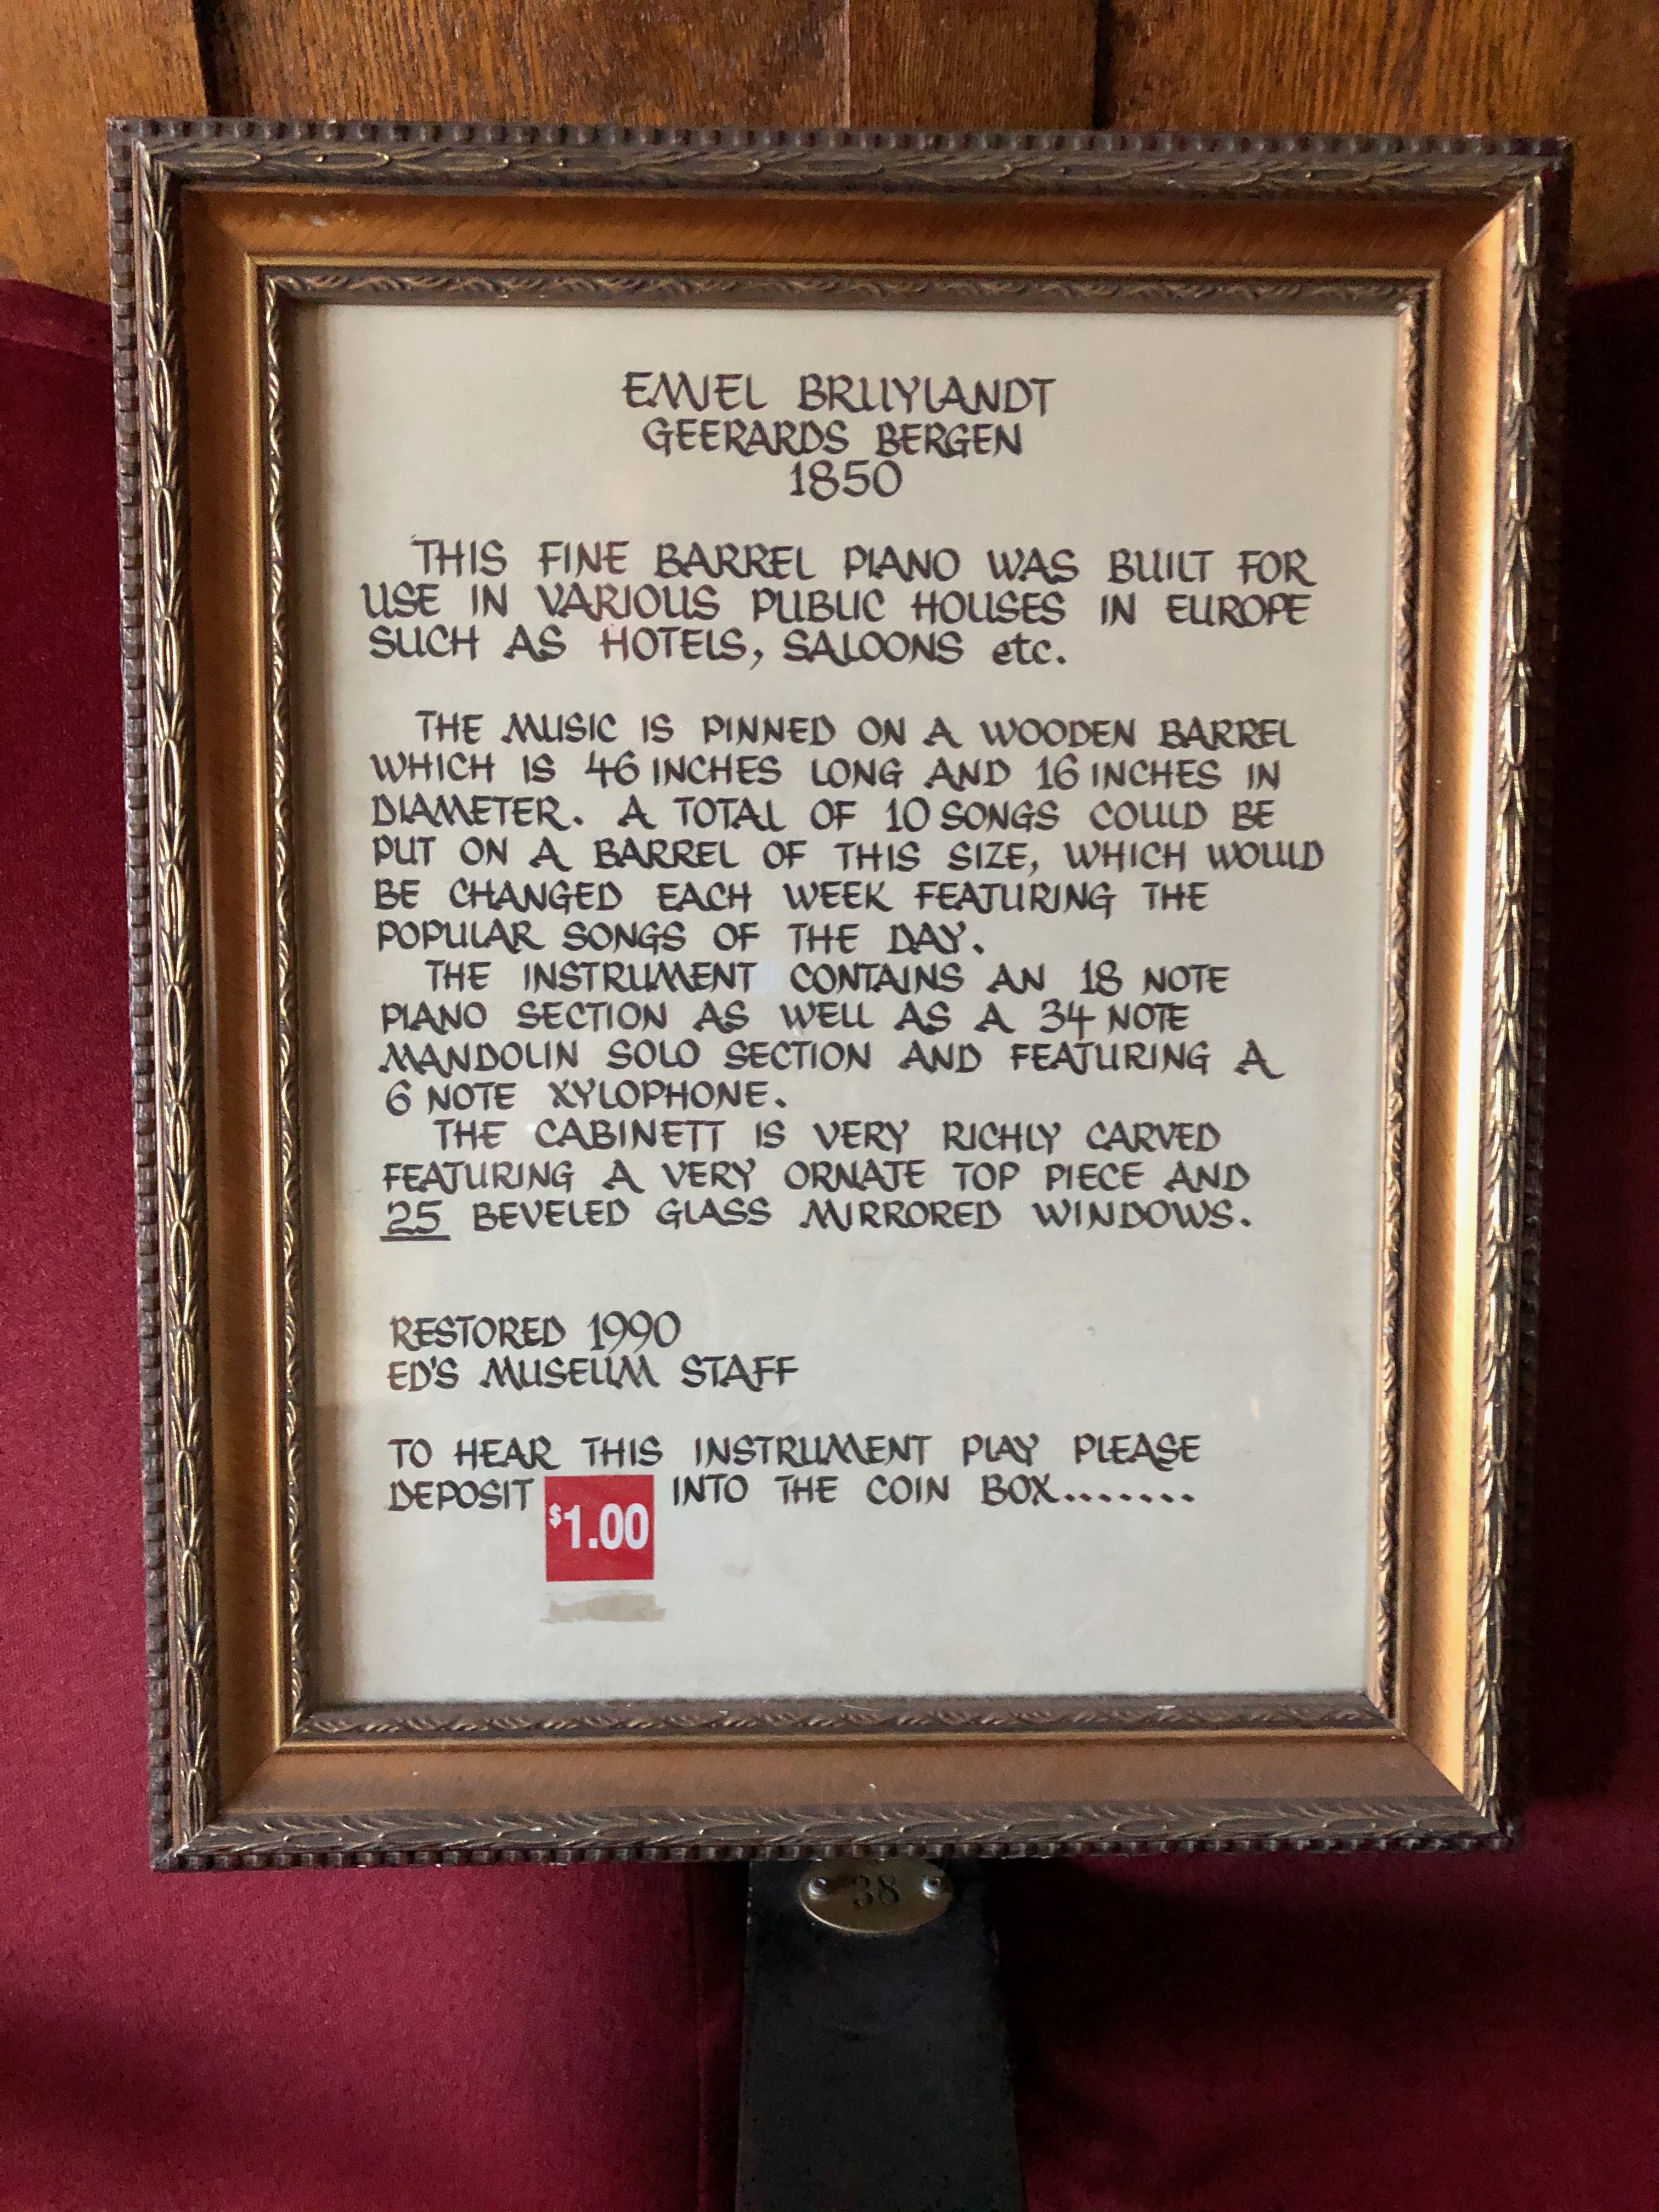 EMIEL BRUYLANDT
GEERARDS BERGEN
1850
THIS FINE BARREL PIANO WAS BUILT FOR
USE IN VARIOUS PUBLIC HOUSES IN EUROPE
SUCH AS HOTELS, SALOONS etc.
THE MUSIC IS PINNED ON A WOODEN BARREL
WHICH IS 46 INCHES LONG AND 16 INCHES IN
DIAMETER. A TOTAL OF 10 SONGS COULD BE
PUT ON A BARREL OF THIS SIZE, WHICH WOULD
BE CHANGED EACH WEEK FEATURING THE
POPULAR SONGS OF THE DAY.
THE INSTRUMENT CONTAINS AN 18 NOTE
PIANO SECTION AS WELL AS A 34 NOTE
MANDOLIN SOLO SECTION AND FEATURING A
6 NOTE XYLOPHONE.
THE CABINETT IS VERY RICHLY CARVED
FEATURING A VERY ORNATE TOP PIECE AND
25 BEVELED GLASS MIRRORED WINDOWS.
RESTORED 1990
ED'S MUSEUM STAFF
TO HEAR THIS INSTRUMENT PLAY PLEASE
DEPOSIT $1.00 INTO THE COIN BOX.......
38